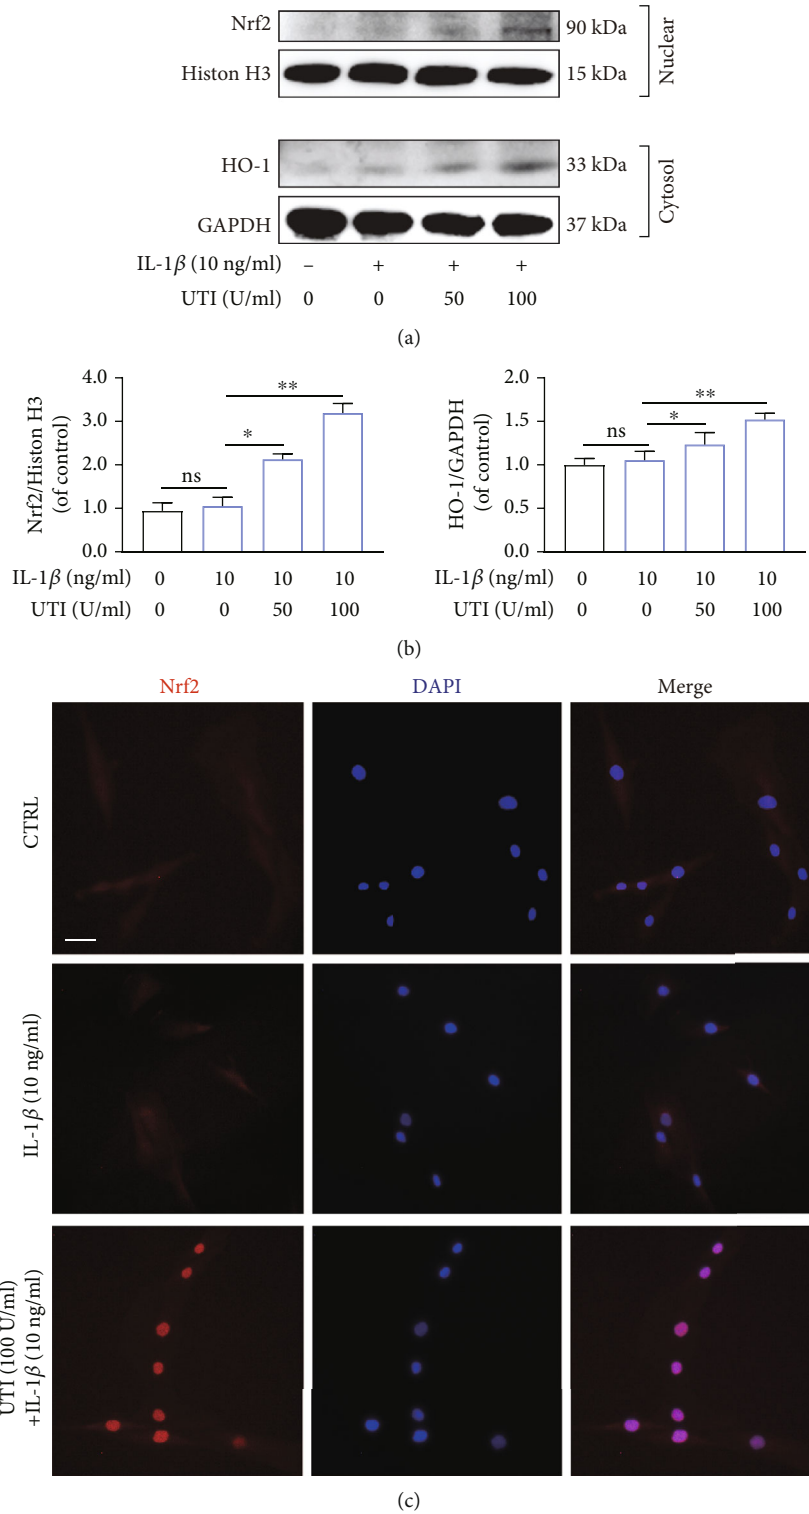 Nrf2 90 kDa
Histon H3 15 kDa
Nuclear
HO-1 33 kDa
GAPDH 37 kDa
Cytosol
IL-1β (10 ng/ml) – + + +
UTI (U/ml) 0 0 50 100
(a)
Nrf2/Histon H3
(of control)
4.0
3.0
2.0
1.0
0.0
ns
*
**
IL-1β (ng/ml) 0 10 10 10
UTI (U/ml) 0 0 50 100
HO-1/GAPDH
(of control)
2.0
1.5
1.0
0.5
0.0
ns
*
**
IL-1β (ng/ml) 0 10 10 10
UTI (U/ml) 0 0 50 100
(b)
Nrf2 DAPI Merge
CTRL
IL-1β (10 ng/ml)
UTI (100 U/ml)
+IL-1β (10 ng/ml)
(c)